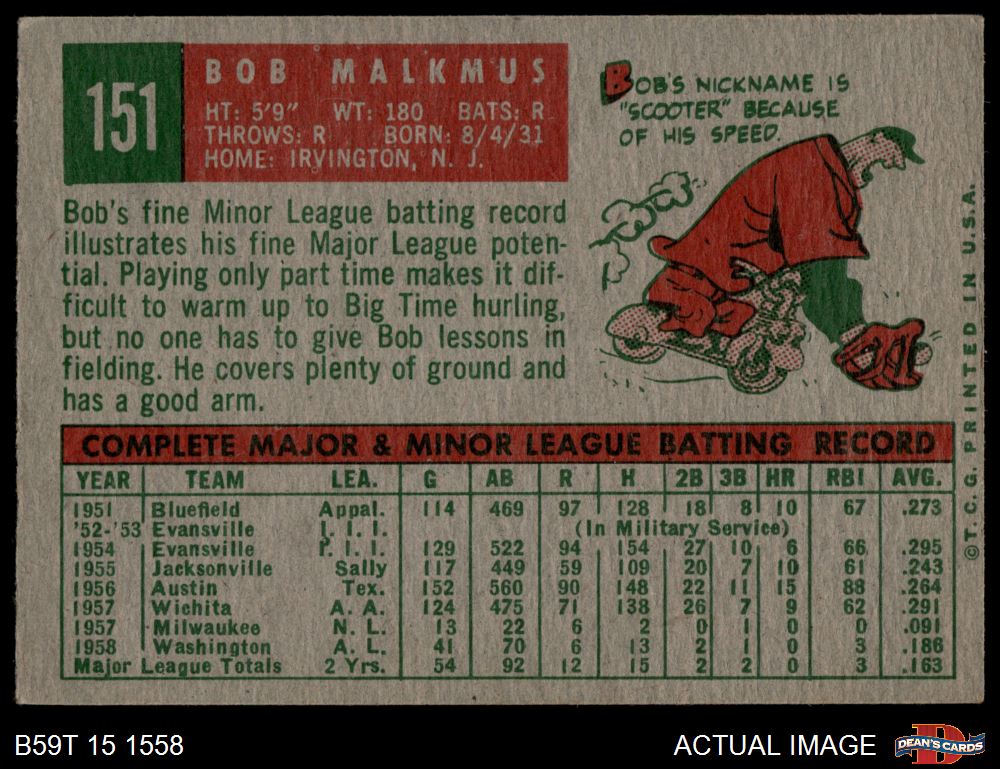 151
BOB MALKMUS
HT: 5'9" WT: 180 BATS: R
THROWS: R BORN: 8/4/31
HOME: IRVINGTON, N. J.
BOB'S NICKNAME IS
"SCOOTER" BECAUSE
OF HIS SPEED.
Bob's fine Minor League batting record
illustrates his fine Major League poten-
tial. Playing only part time makes it dif-
ficult to warm up to Big Time hurling,
but no one has to give Bob lessons in
fielding. He covers plenty of ground and
has a good arm.
COMPLETE MAJOR & MINOR LEAGUE BATTING RECORD
YEAR TEAM LEA. G AB R H 2B 3B HR RBI AVG.
1951 Bluefield Appal. 114 469 97 128 18 8 10 67 .273
'52-'53 Evansville I. I. I. (In Military Service)
1954 Evansville I. I. I. 129 522 94 154 27 10 6 66 .295
1955 Jacksonville Sally 117 449 59 109 20 7 10 61 .243
1956 Austin Tex. 152 560 90 148 22 11 15 88 .264
1957 Wichita A. A. 124 475 71 138 26 7 9 62 .291
1957 Milwaukee N. L. 13 22 6 2 0 1 0 0 .091
1958 Washington A. L. 41 70 6 13 2 1 0 3 .186
Major League Totals 2 Yrs. 54 92 12 15 2 2 0 3 .163
©T. C. G. PRINTED IN U.S.A.
B59T 15 1558
ACTUAL IMAGE
D
DEAN'S CARDS